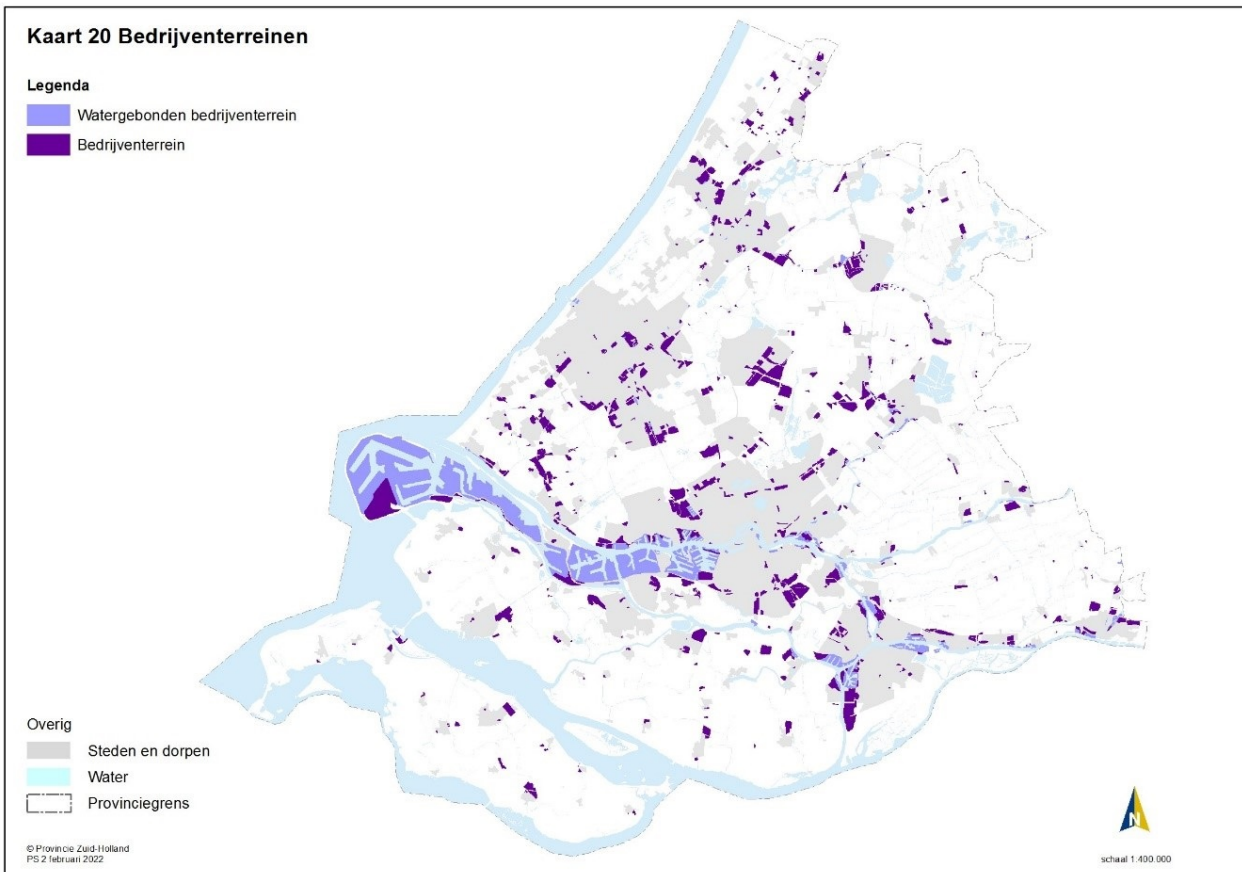 Kaart 20 Bedrijventerreinen
Legenda
Watergebonden bedrijventerrein
Bedrijventerrein
Overig
Steden en dorpen
Water
Provinciegrens
© Provincie Zuid-Holland
PS 2 februari 2022
N
schaal 1:400.000